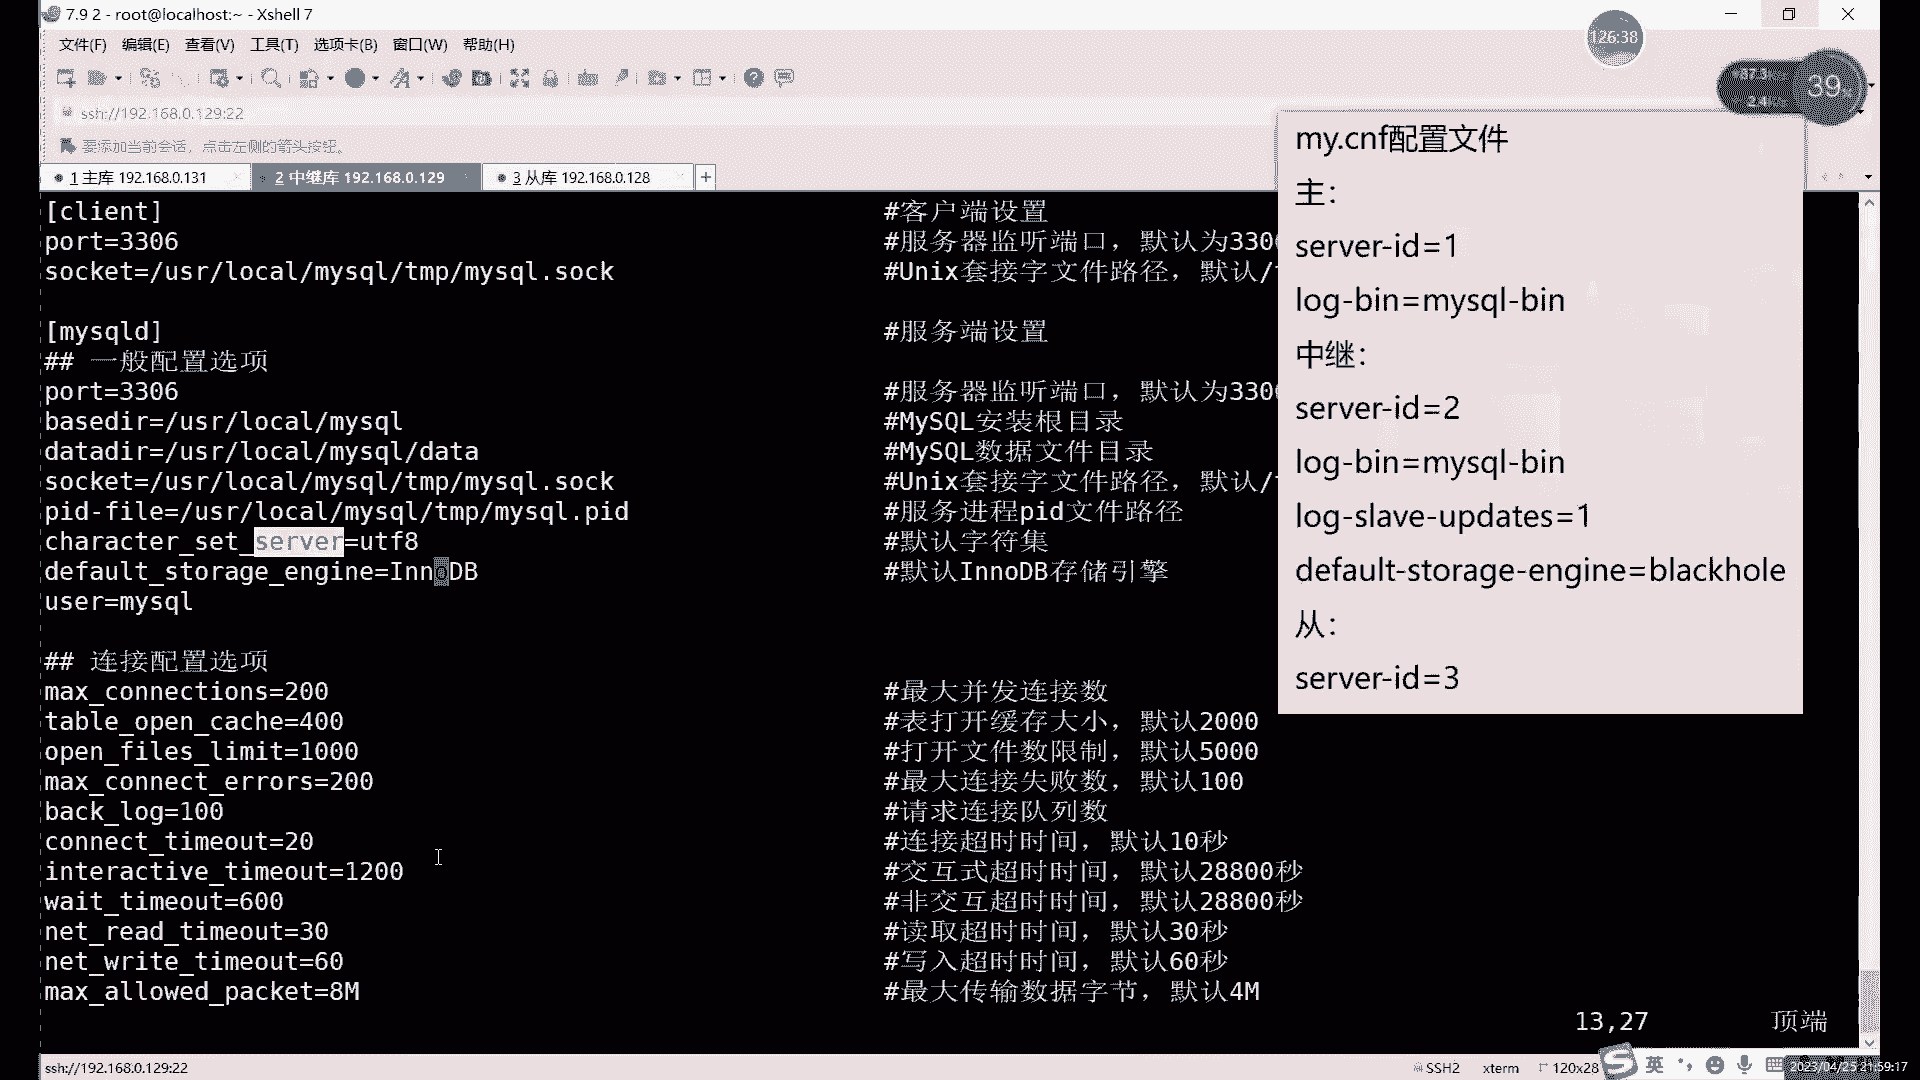 7.9 2 - root@localhost:~ - Xshell 7
126:38
文件(F) 编辑(E) 查看(V) 工具(T) 选项卡(B) 窗口(W) 帮助(H)
39
ssh://192.168.0.129:22
要添加当前会话，点击左侧的箭头按钮。
1 主库 192.168.0.131
2 中继库 192.168.0.129
3 从库 192.168.0.128
[client] #客户端设置
port=3306 #服务器监听端口，默认为330
socket=/usr/local/mysql/tmp/mysql.sock #Unix套接字文件路径，默认/
[mysqld] #服务端设置
## 一般配置选项
port=3306 #服务器监听端口，默认为330
basedir=/usr/local/mysql #MySQL安装根目录
datadir=/usr/local/mysql/data #MySQL数据文件目录
socket=/usr/local/mysql/tmp/mysql.sock #Unix套接字文件路径，默认/
pid-file=/usr/local/mysql/tmp/mysql.pid #服务进程pid文件路径
character_set_server=utf8 #默认字符集
default_storage_engine=InnoDB #默认InnoDB存储引擎
user=mysql
## 连接配置选项
max_connections=200 #最大并发连接数
table_open_cache=400 #表打开缓存大小，默认2000
open_files_limit=1000 #打开文件数限制，默认5000
max_connect_errors=200 #最大连接失败数，默认100
back_log=100 #请求连接队列数
connect_timeout=20 #连接超时时间，默认10秒
interactive_timeout=1200 #交互式超时时间，默认28800秒
wait_timeout=600 #非交互超时时间，默认28800秒
net_read_timeout=30 #读取超时时间，默认30秒
net_write_timeout=60 #写入超时时间，默认60秒
max_allowed_packet=8M #最大传输数据字节，默认4M
13,27 顶端
my.cnf配置文件
主：
server-id=1
log-bin=mysql-bin
中继：
server-id=2
log-bin=mysql-bin
log-slave-updates=1
default-storage-engine=blackhole
从：
server-id=3
ssh://192.168.0.129:22
SSH2 xterm 120x28
英
2023/04/25 21:59:17